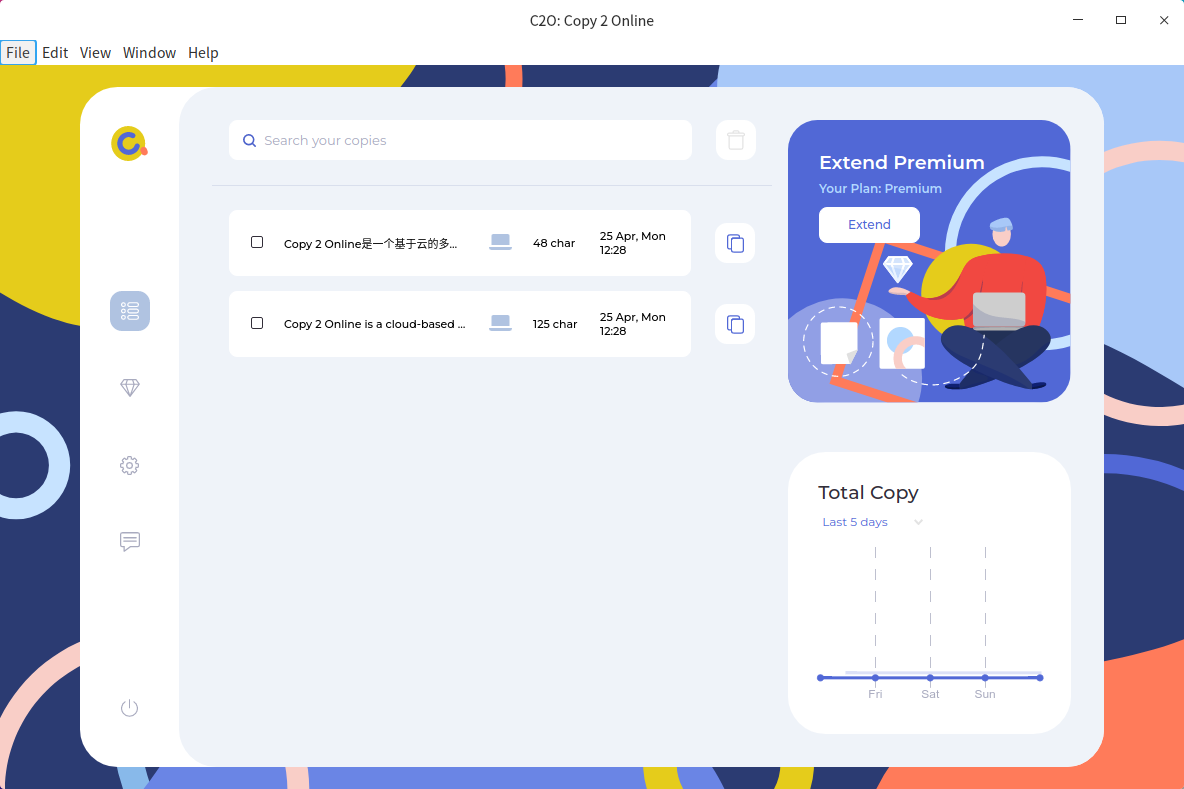 C2O: Copy 2 Online
File Edit View Window Help
Search your copies
Copy 2 Online是一个基于云的多...
48 char
25 Apr, Mon
12:28
Copy 2 Online is a cloud-based ...
125 char
25 Apr, Mon
12:28
Extend Premium
Your Plan: Premium
Extend
Total Copy
Last 5 days
Fri Sat Sun